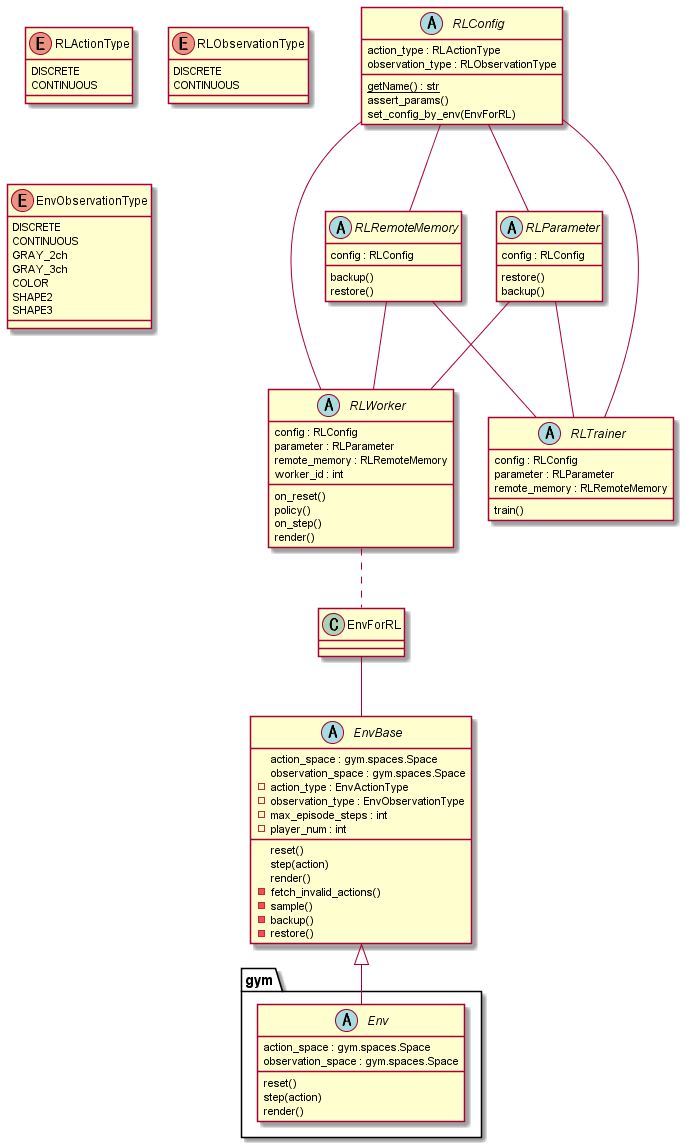 E RLActionType
DISCRETE
CONTINUOUS
E RLObservationType
DISCRETE
CONTINUOUS
A RLConfig
action_type : RLActionType
observation_type : RLObservationType
getName() : str
assert_params()
set_config_by_env(EnvForRL)
E EnvObservationType
DISCRETE
CONTINUOUS
GRAY_2ch
GRAY_3ch
COLOR
SHAPE2
SHAPE3
A RLRemoteMemory
config : RLConfig
backup()
restore()
A RLParameter
config : RLConfig
restore()
backup()
A RLWorker
config : RLConfig
parameter : RLParameter
remote_memory : RLRemoteMemory
worker_id : int
on_reset()
policy()
on_step()
render()
A RLTrainer
config : RLConfig
parameter : RLParameter
remote_memory : RLRemoteMemory
train()
C EnvForRL
A EnvBase
action_space : gym.spaces.Space
observation_space : gym.spaces.Space
action_type : EnvActionType
observation_type : EnvObservationType
max_episode_steps : int
player_num : int
reset()
step(action)
render()
fetch_invalid_actions()
sample()
backup()
restore()
gym
A Env
action_space : gym.spaces.Space
observation_space : gym.spaces.Space
reset()
step(action)
render()